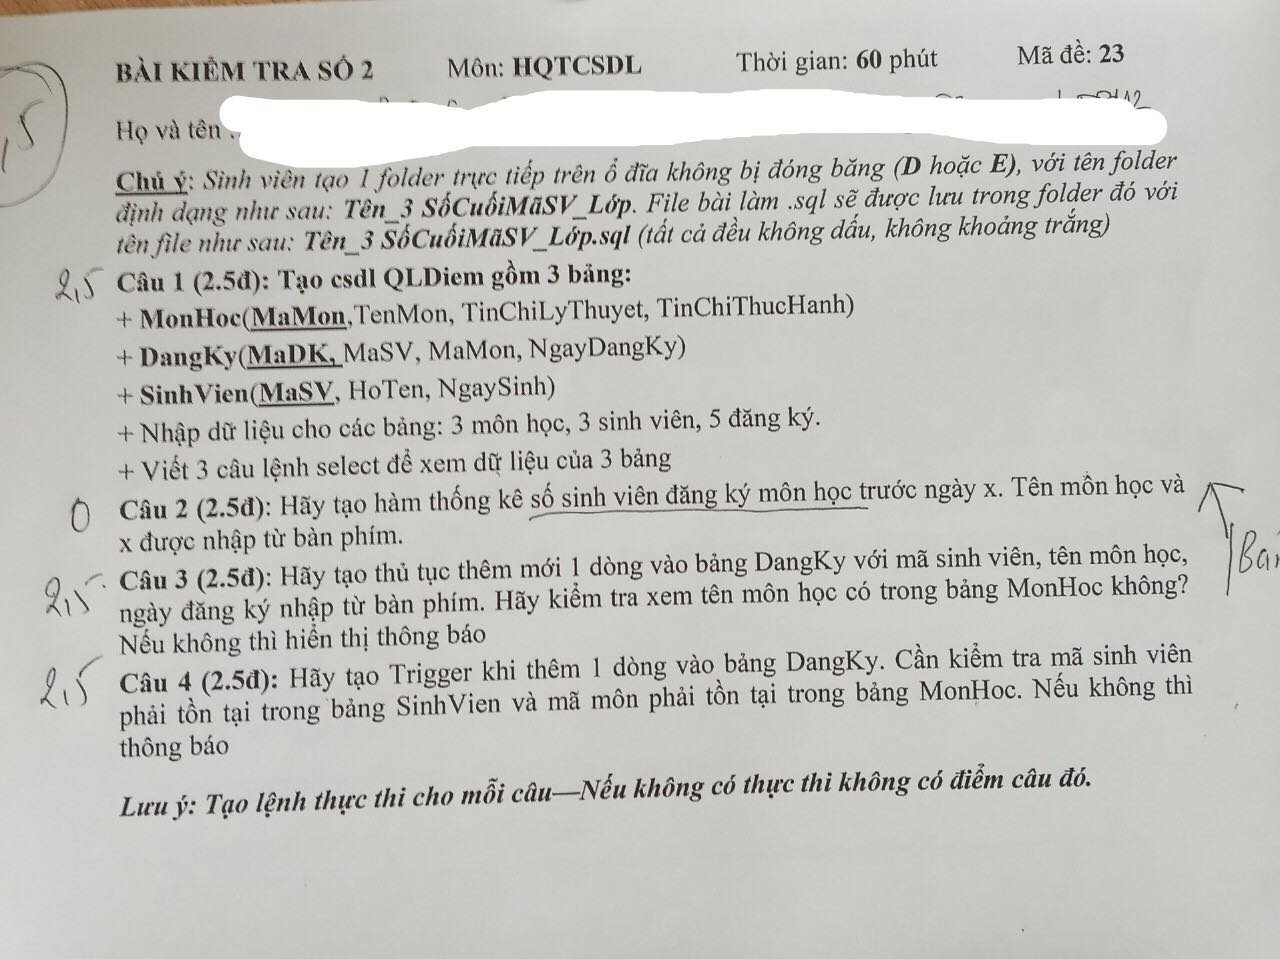 BÀI KIỂM TRA SỐ 2 Môn: HQTCSDL Thời gian: 60 phút Mã đề: 23
Họ và tên
Chú ý: Sinh viên tạo 1 folder trực tiếp trên ổ đĩa không bị đóng băng (D hoặc E), với tên folder
định dạng như sau: Tên_3 SốCuốiMãSV_Lớp. File bài làm .sql sẽ được lưu trong folder đó với
tên file như sau: Tên_3 SốCuốiMãSV_Lớp.sql (tất cả đều không dấu, không khoảng trắng)
2,5 Câu 1 (2.5đ): Tạo csdl QLDiem gồm 3 bảng:
+ MonHoc(MaMon,TenMon, TinChiLyThuyet, TinChiThucHanh)
+ DangKy(MaDK, MaSV, MaMon, NgayDangKy)
+ SinhVien(MaSV, HoTen, NgaySinh)
+ Nhập dữ liệu cho các bảng: 3 môn học, 3 sinh viên, 5 đăng ký.
+ Viết 3 câu lệnh select để xem dữ liệu của 3 bảng
0 Câu 2 (2.5đ): Hãy tạo hàm thống kê số sinh viên đăng ký môn học trước ngày x. Tên môn học và
x được nhập từ bàn phím.
2,5 Câu 3 (2.5đ): Hãy tạo thủ tục thêm mới 1 dòng vào bảng DangKy với mã sinh viên, tên môn học,
ngày đăng ký nhập từ bàn phím. Hãy kiểm tra xem tên môn học có trong bảng MonHoc không?
Nếu không thì hiển thị thông báo
2,5 Câu 4 (2.5đ): Hãy tạo Trigger khi thêm 1 dòng vào bảng DangKy. Cần kiểm tra mã sinh viên
phải tồn tại trong bảng SinhVien và mã môn phải tồn tại trong bảng MonHoc. Nếu không thì
thông báo
Lưu ý: Tạo lệnh thực thi cho mỗi câu—Nếu không có thực thi không có điểm câu đó.